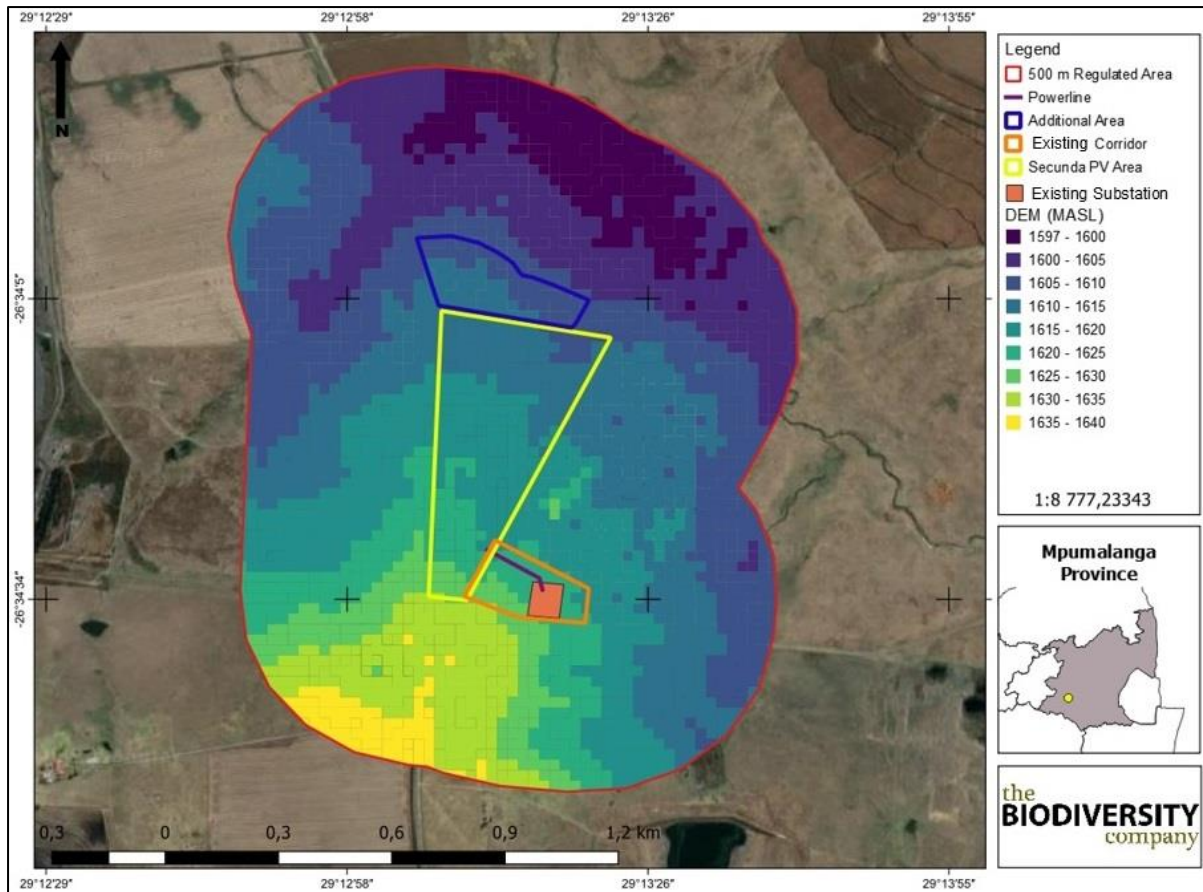 29°12'29"
29°12'58"
29°13'26"
29°13'55"
N
-26°34'5"
-26°34'34"
0,3
0
0,3
0,6
0,9
1,2 km
29°12'29"
29°12'58"
29°13'26"
29°13'55"
Legend
500 m Regulated Area
Powerline
Additional Area
Existing Corridor
Secunda PV Area
Existing Substation
DEM (MASL)
1597 - 1600
1600 - 1605
1605 - 1610
1610 - 1615
1615 - 1620
1620 - 1625
1625 - 1630
1630 - 1635
1635 - 1640
1:8 777,23343
Mpumalanga
Province
the
BIODIVERSITY
company